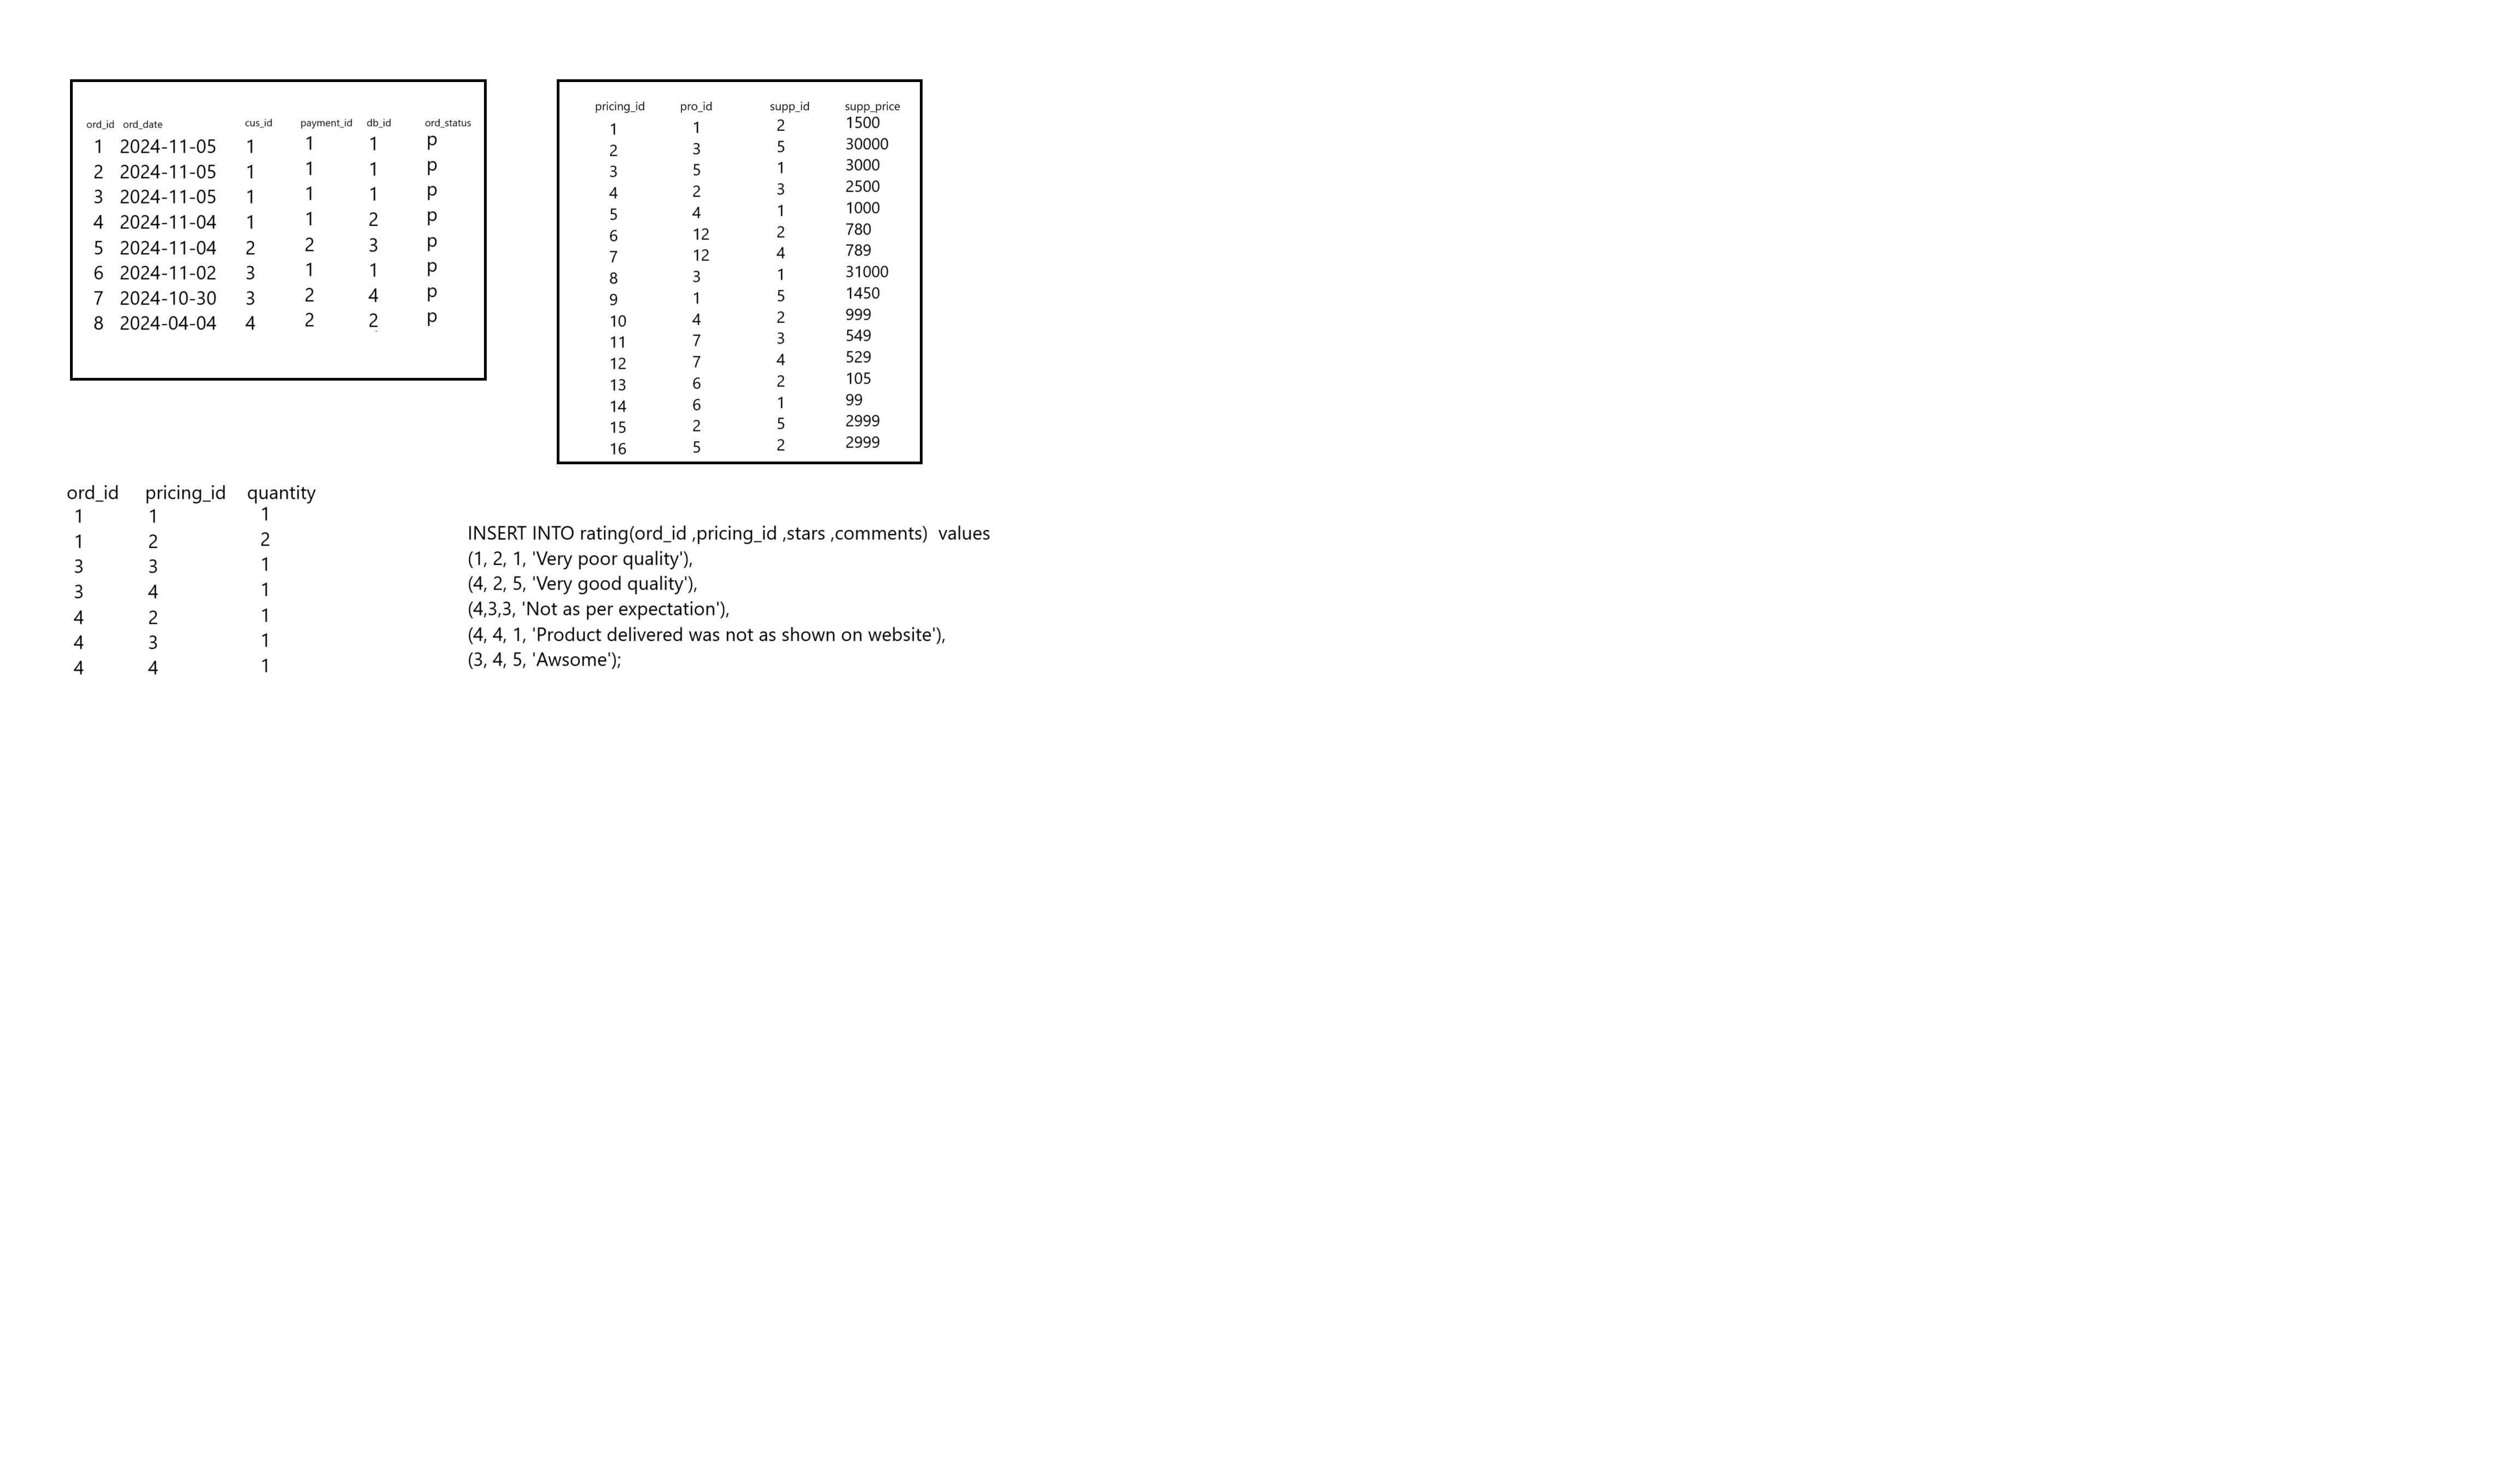 ord_id ord_date cus_id payment_id db_id ord_status
1 2024-11-05 1 1 1 p
2 2024-11-05 1 1 1 p
3 2024-11-05 1 1 1 p
4 2024-11-04 1 1 2 p
5 2024-11-04 2 2 3 p
6 2024-11-02 3 1 1 p
7 2024-10-30 3 2 4 p
8 2024-04-04 4 2 2 p
pricing_id pro_id supp_id supp_price
1 1 2 1500
2 3 5 30000
3 5 1 3000
4 2 3 2500
5 4 1 1000
6 12 2 780
7 12 4 789
8 3 1 31000
9 1 5 1450
10 4 2 999
11 7 3 549
12 7 4 529
13 6 2 105
14 6 1 99
15 2 5 2999
16 5 2 2999
ord_id pricing_id quantity
1 1 1
1 2 2
3 3 1
3 4 1
4 2 1
4 3 1
4 4 1
INSERT INTO rating(ord_id ,pricing_id ,stars ,comments)  values
(1, 2, 1, 'Very poor quality'),
(4, 2, 5, 'Very good quality'),
(4,3,3, 'Not as per expectation'),
(4, 4, 1, 'Product delivered was not as shown on website'),
(3, 4, 5, 'Awsome');